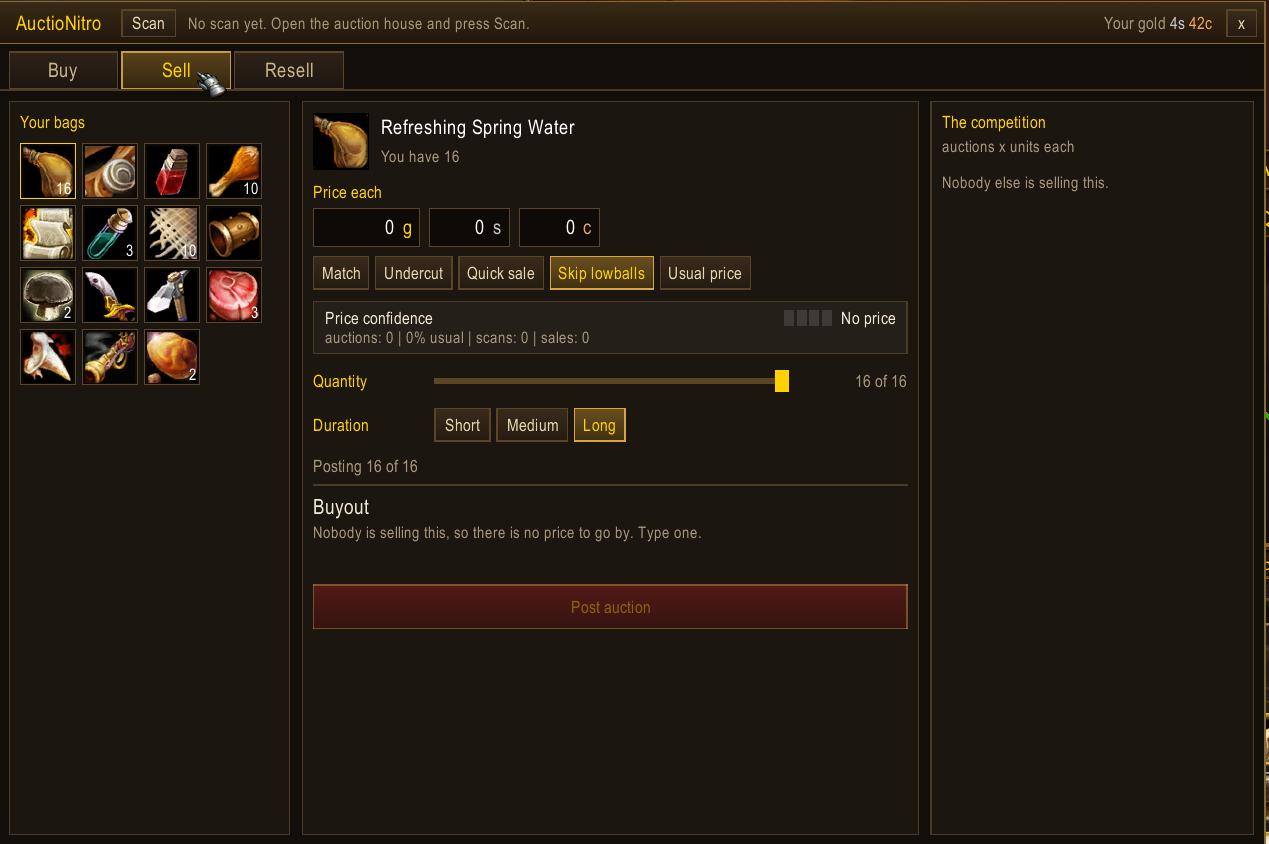 AuctioNitro Scan No scan yet. Open the auction house and press Scan. Your gold 4s 42c x
Buy Sell Resell
Your bags
16 10
3 10
2 3
2
Refreshing Spring Water
You have 16
Price each
0 g 0 s 0 c
Match Undercut Quick sale Skip lowballs Usual price
Price confidence No price
auctions: 0 | 0% usual | scans: 0 | sales: 0
Quantity 16 of 16
Duration Short Medium Long
Posting 16 of 16
Buyout
Nobody is selling this, so there is no price to go by. Type one.
Post auction
The competition
auctions x units each
Nobody else is selling this.